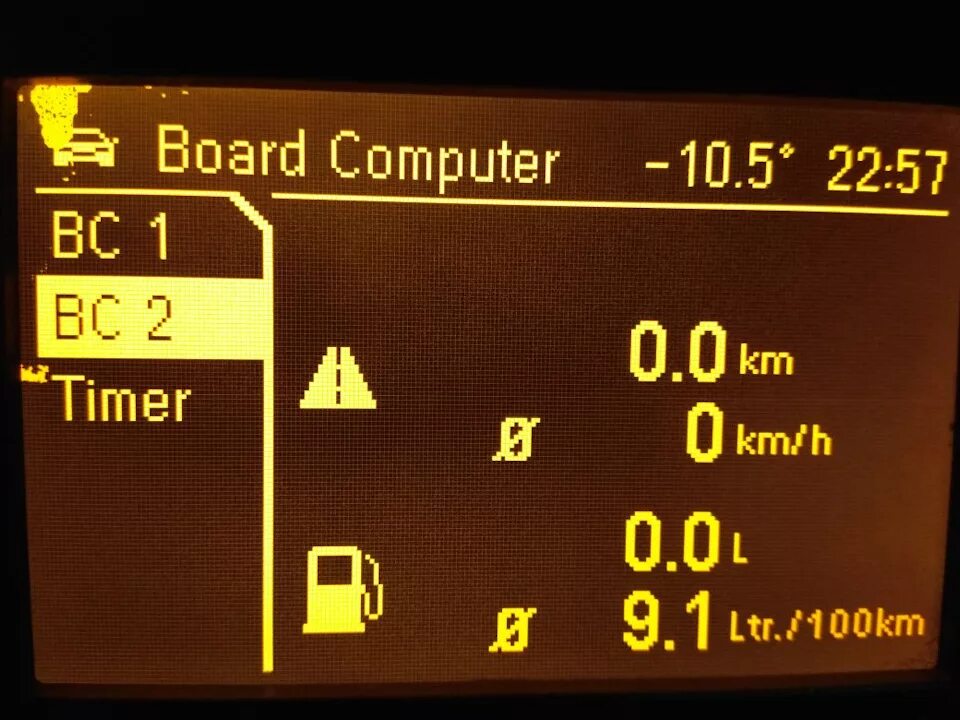 Board Computer -10.5° 22:57
BC 1
BC 2
Timer
0.0 km
Ø 0 km/h
0.0 L
Ø 9.1 Ltr./100km